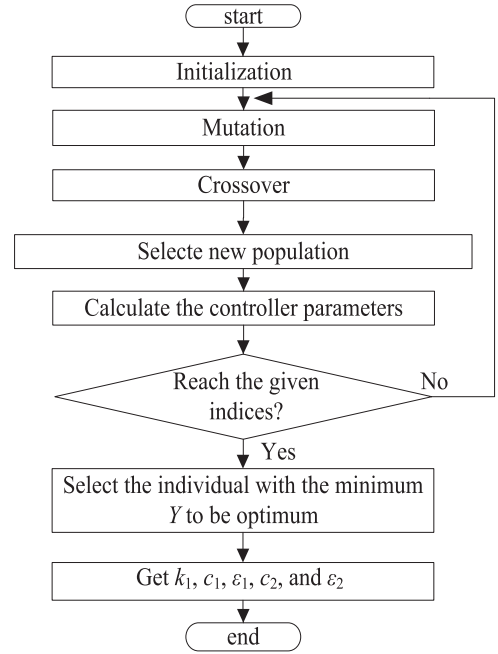 start
Initialization
Mutation
Crossover
Selecte new population
Calculate the controller parameters
Reach the given
indices?
No
Yes
Select the individual with the minimum
Y to be optimum
Get k₁, c₁, ε₁, c₂, and ε₂
end